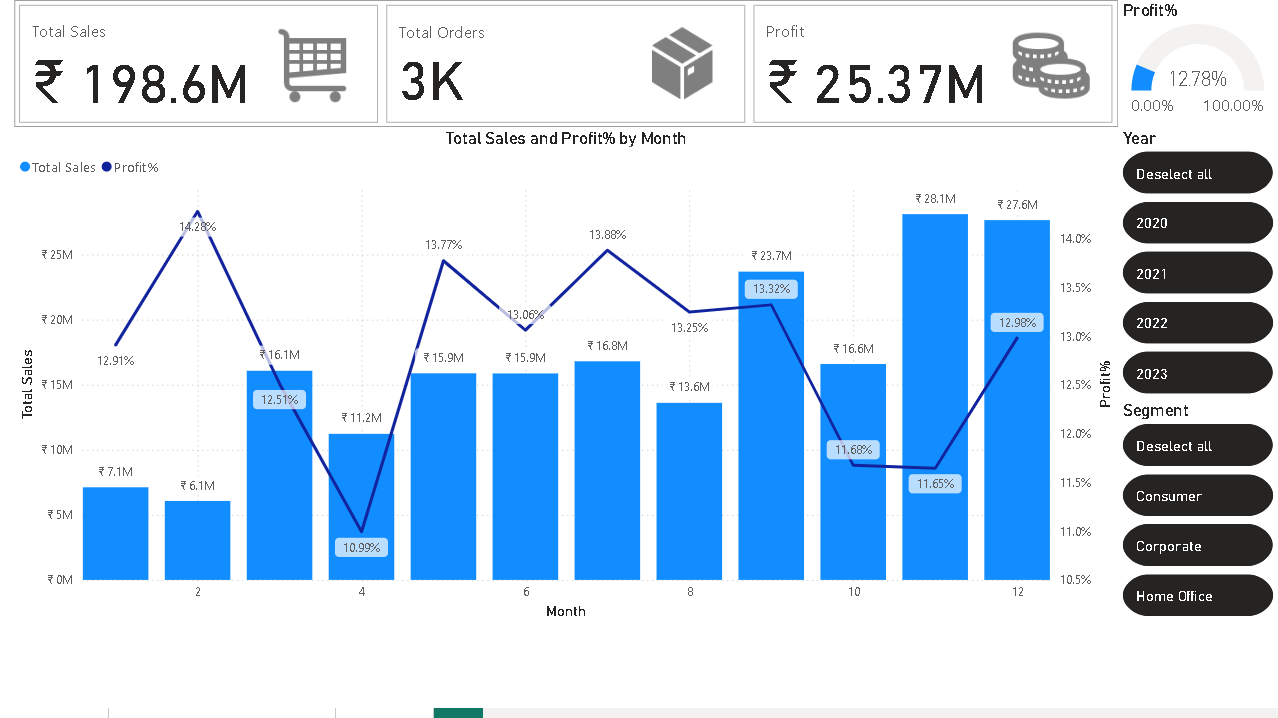 Total Sales
₹ 198.6M
Total Orders
3K
Profit
₹ 25.37M
Profit%
12.78%
0.00% 100.00%
Total Sales and Profit% by Month
Total Sales Profit%
Total Sales
₹ 25M
₹ 20M
₹ 15M
₹ 10M
₹ 5M
₹ 0M
₹ 7.1M
₹ 6.1M
₹ 16.1M
₹ 11.2M
₹ 15.9M
₹ 15.9M
₹ 16.8M
₹ 13.6M
₹ 23.7M
₹ 16.6M
₹ 28.1M
₹ 27.6M
12.91%
14.28%
12.51%
10.99%
13.77%
13.06%
13.88%
13.25%
13.32%
11.68%
11.65%
12.98%
14.0%
13.5%
13.0%
12.5%
12.0%
11.5%
11.0%
10.5%
Profit%
2 4 6 8 10 12
Month
Year
Deselect all
2020
2021
2022
2023
Segment
Deselect all
Consumer
Corporate
Home Office